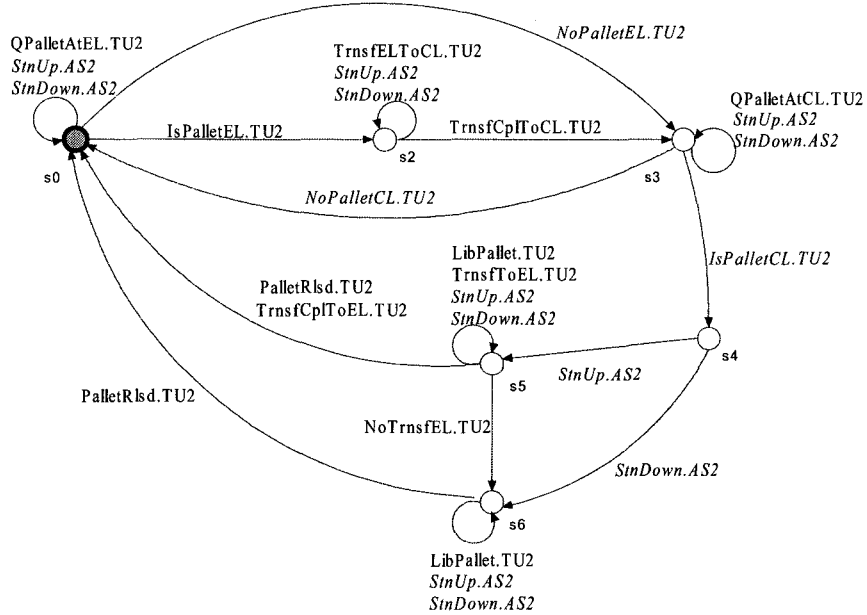 NoPalletEL.TU2
QPalletAtEL.TU2
StnUp.AS2
StnDown.AS2
TrnsfELToCL.TU2
StnUp.AS2
StnDown.AS2
QPalletAtCL.TU2
StnUp.AS2
StnDown.AS2
IsPalletEL.TU2
TrnsfCplToCL.TU2
s0
s2
s3
NoPalletCL.TU2
IsPalletCL.TU2
LibPallet.TU2
TrnsfToEL.TU2
StnUp.AS2
StnDown.AS2
PalletRlsd.TU2
TrnsfCplToEL.TU2
s4
s5
StnUp.AS2
PalletRlsd.TU2
NoTrnsfEL.TU2
StnDown.AS2
s6
LibPallet.TU2
StnUp.AS2
StnDown.AS2